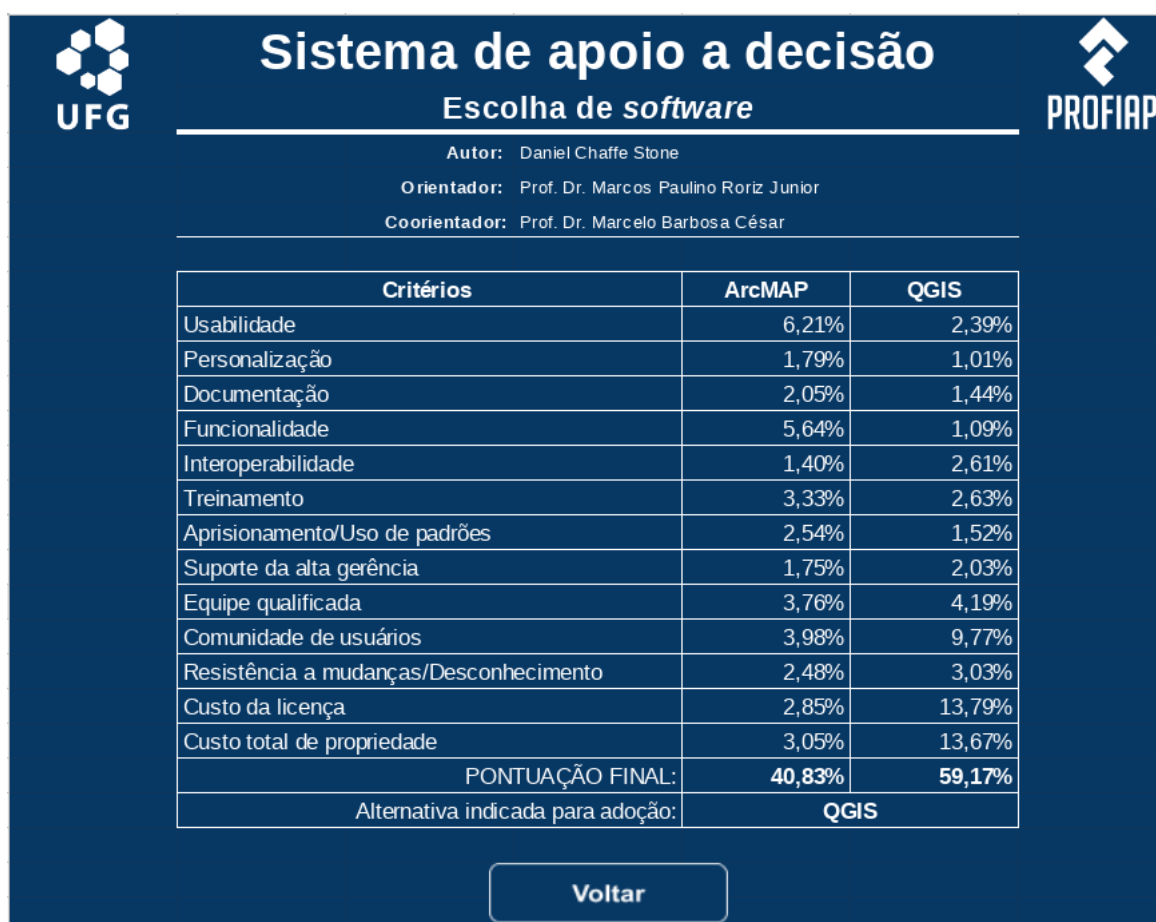 Sistema de apoio a decisão
Escolha de software
UFG
PROFIAP
Autor: Daniel Chaffe Stone
Orientador: Prof. Dr. Marcos Paulino Roriz Junior
Coorientador: Prof. Dr. Marcelo Barbosa César
Critérios ArcMAP QGIS
Usabilidade 6,21% 2,39%
Personalização 1,79% 1,01%
Documentação 2,05% 1,44%
Funcionalidade 5,64% 1,09%
Interoperabilidade 1,40% 2,61%
Treinamento 3,33% 2,63%
Aprisionamento/Uso de padrões 2,54% 1,52%
Suporte da alta gerência 1,75% 2,03%
Equipe qualificada 3,76% 4,19%
Comunidade de usuários 3,98% 9,77%
Resistência a mudanças/Desconhecimento 2,48% 3,03%
Custo da licença 2,85% 13,79%
Custo total de propriedade 3,05% 13,67%
PONTUAÇÃO FINAL: 40,83% 59,17%
Alternativa indicada para adoção: QGIS
Voltar